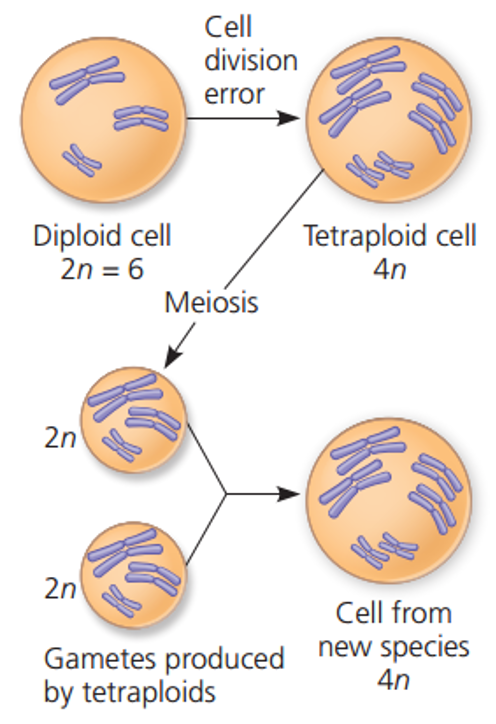 Cell
division
error
Diploid cell
2n = 6
Tetraploid cell
4n
Meiosis
2n
2n
Gametes produced
by tetraploids
Cell from
new species
4n